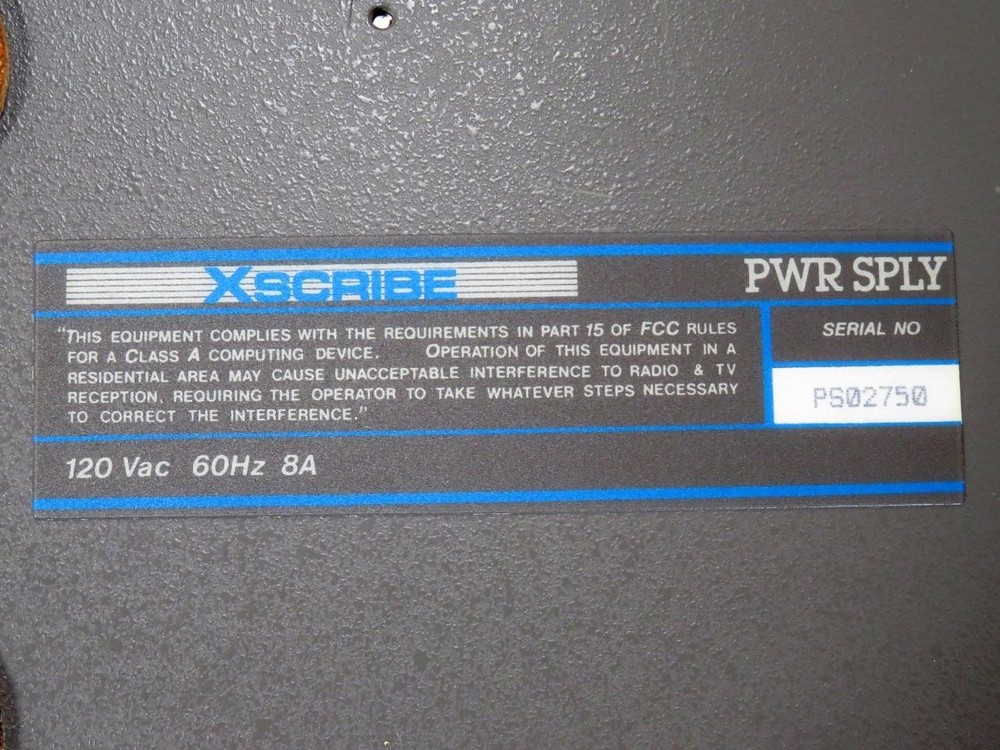 XSCRIBE
PWR SPLY
"THIS EQUIPMENT COMPLIES WITH THE REQUIREMENTS IN PART 15 OF FCC RULES
FOR A CLASS A COMPUTING DEVICE. OPERATION OF THIS EQUIPMENT IN A
RESIDENTIAL AREA MAY CAUSE UNACCEPTABLE INTERFERENCE TO RADIO & TV
RECEPTION, REQUIRING THE OPERATOR TO TAKE WHATEVER STEPS NECESSARY
TO CORRECT THE INTERFERENCE."
SERIAL NO
PS02750
120 Vac 60Hz 8A